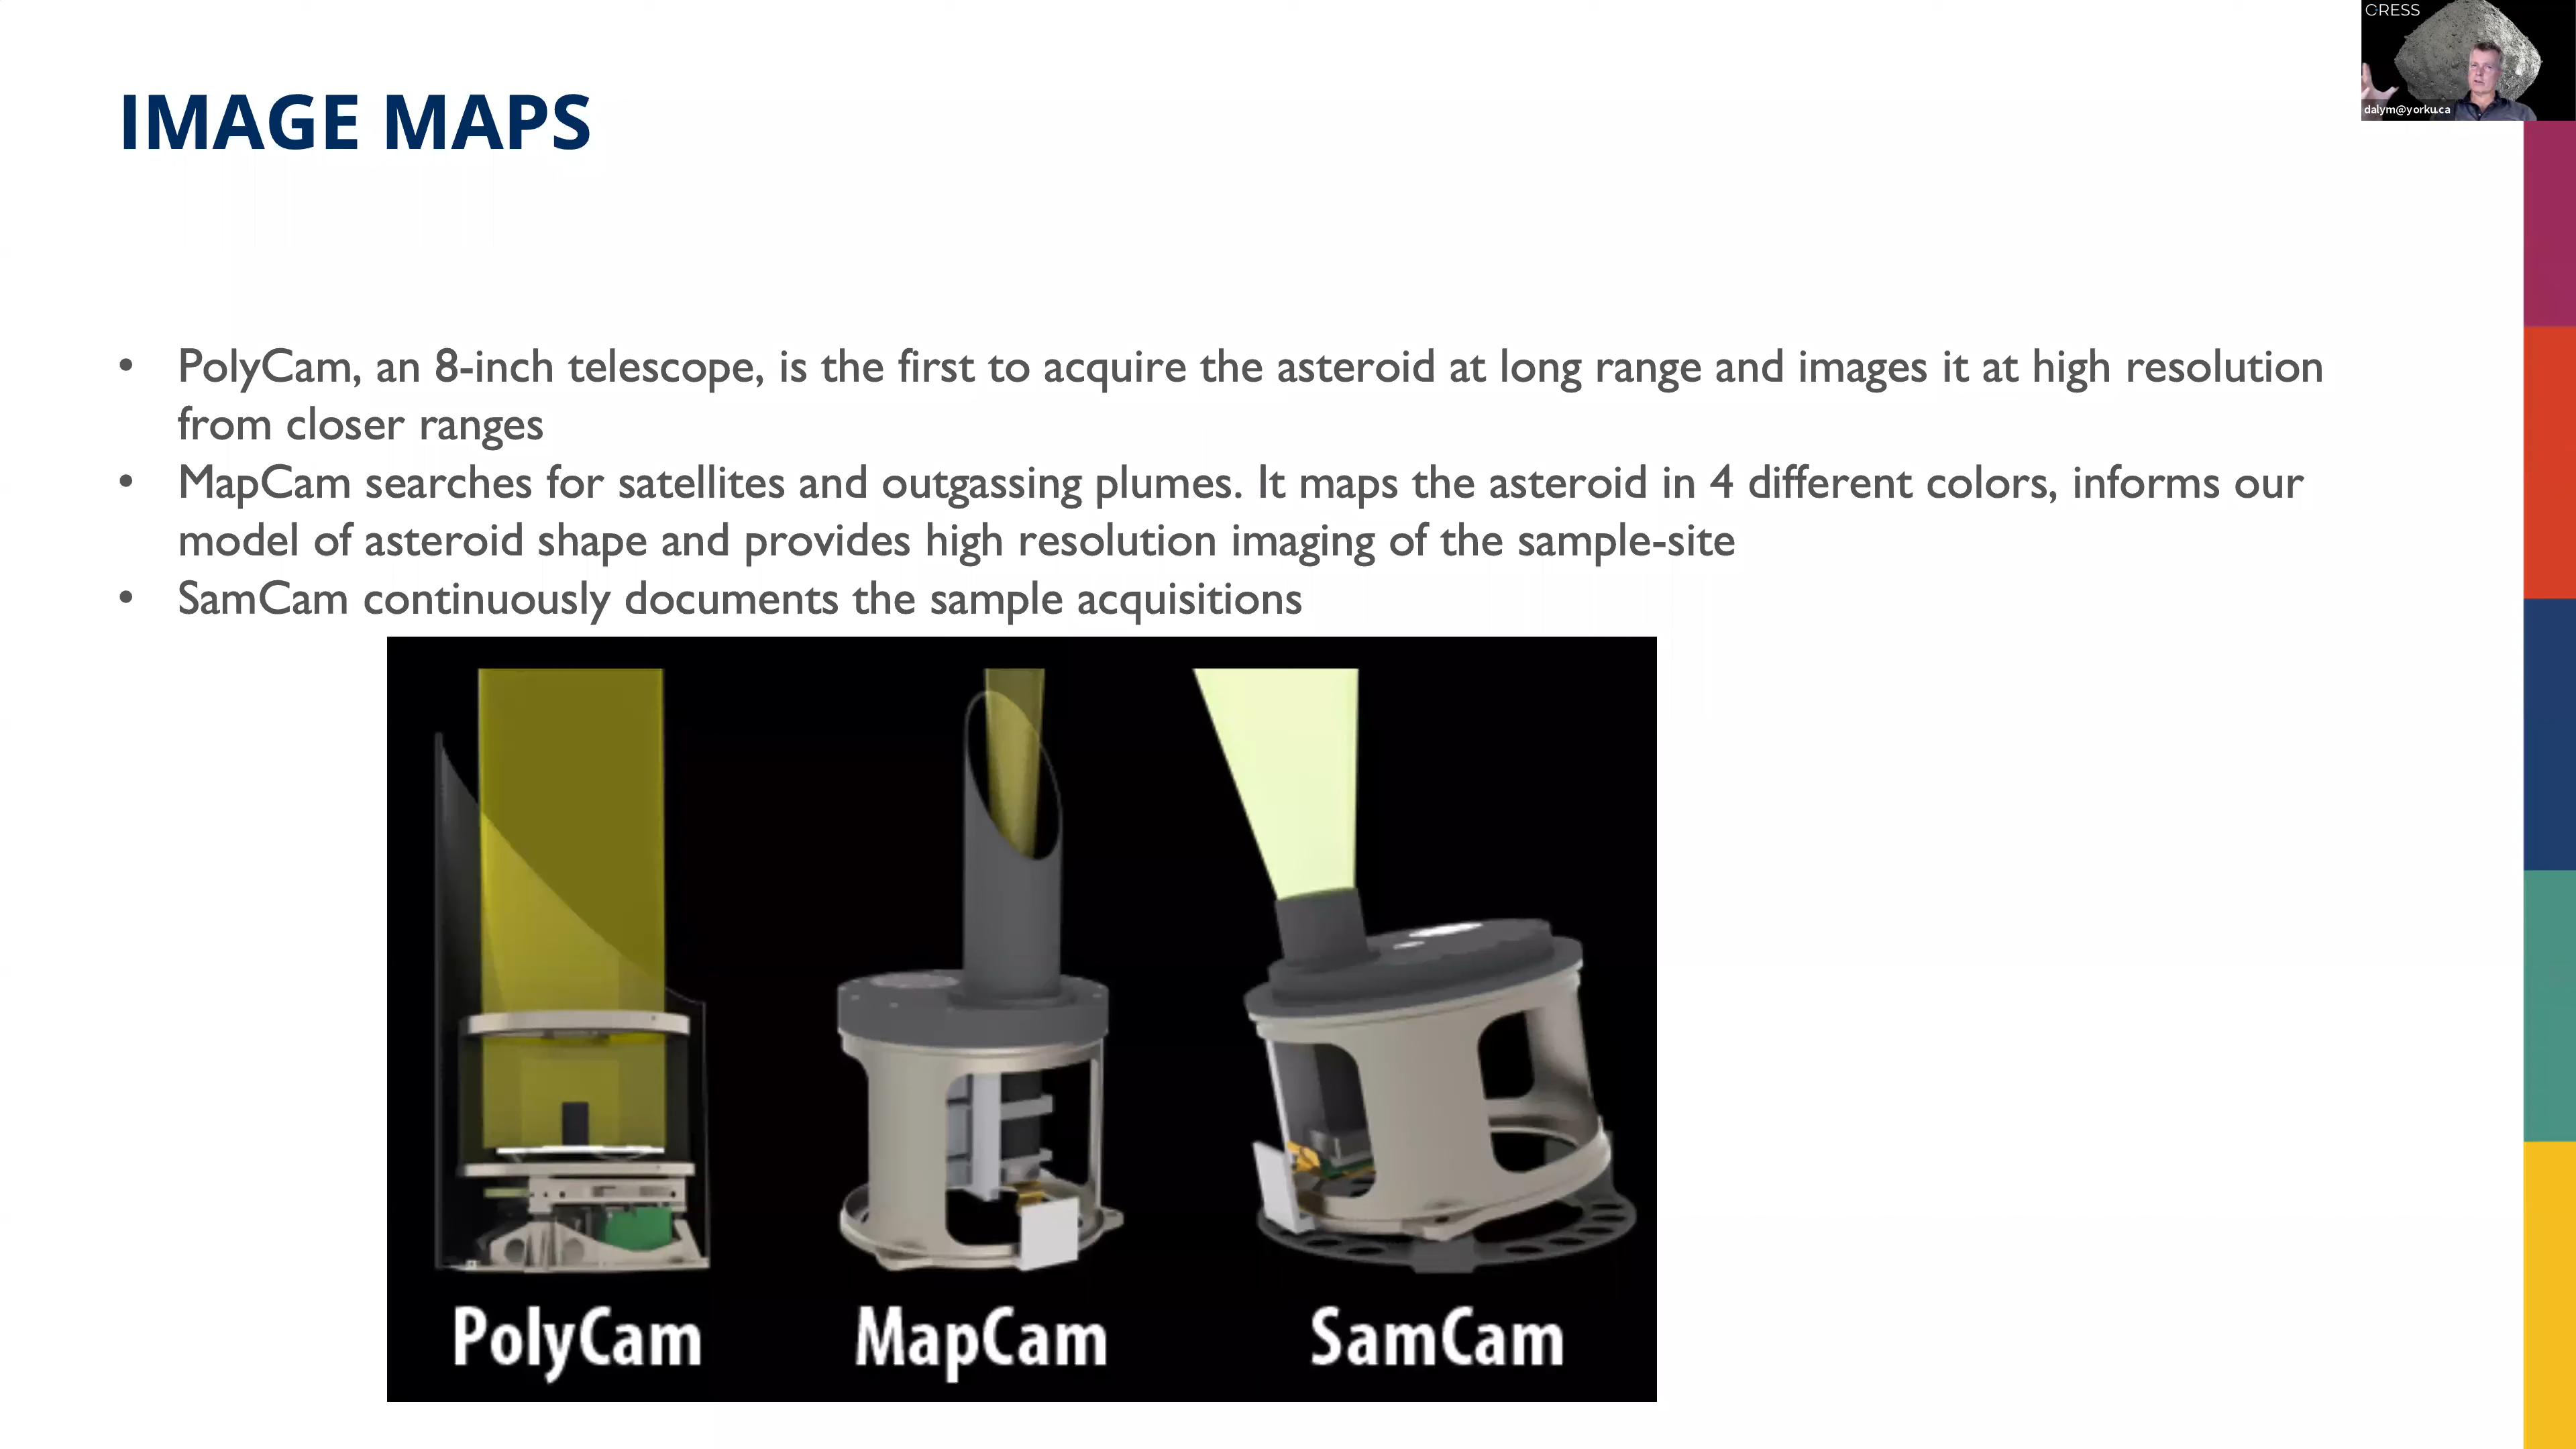 CRESS
dalym@yorku.ca
IMAGE MAPS
• PolyCam, an 8-inch telescope, is the first to acquire the asteroid at long range and images it at high resolution
from closer ranges
• MapCam searches for satellites and outgassing plumes. It maps the asteroid in 4 different colors, informs our
model of asteroid shape and provides high resolution imaging of the sample-site
• SamCam continuously documents the sample acquisitions
PolyCam MapCam SamCam